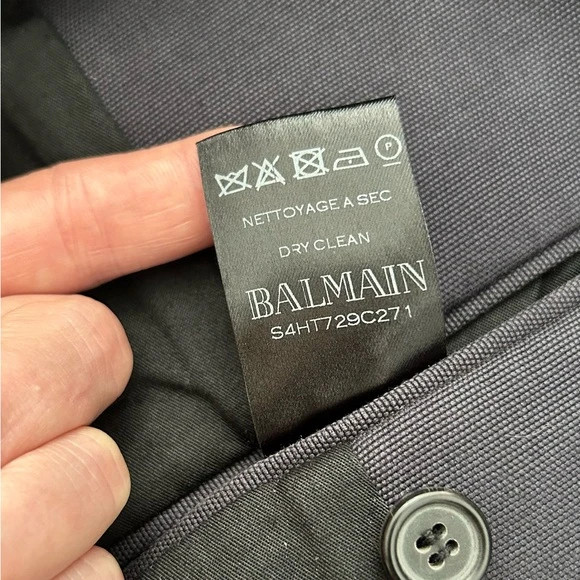 P
NETTOYAGE A SEC
DRY CLEAN
BALMAIN
S4HT729C271